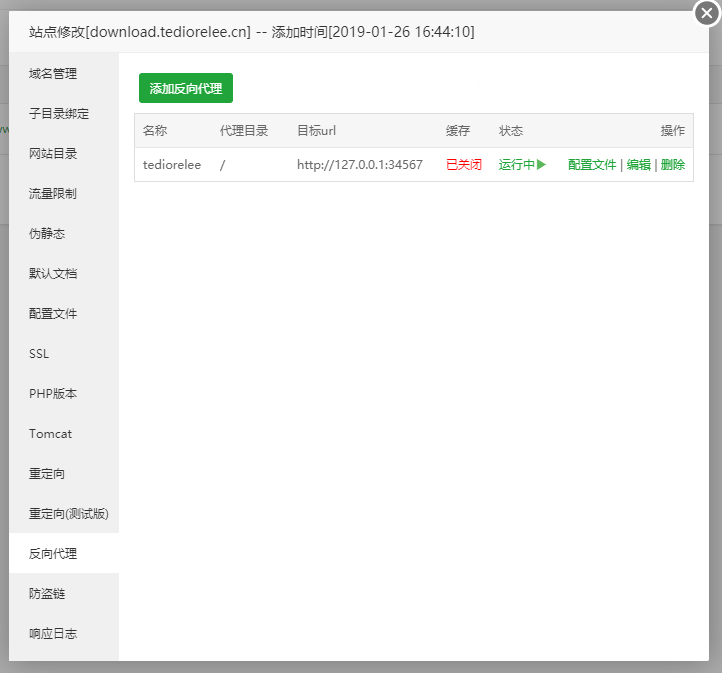 站点修改[download.tediorelee.cn] -- 添加时间[2019-01-26 16:44:10]
域名管理
子目录绑定
网站目录
流量限制
伪静态
默认文档
配置文件
SSL
PHP版本
Tomcat
重定向
重定向(测试版)
反向代理
防盗链
响应日志
添加反向代理
名称 代理目录 目标url 缓存 状态 操作
tediorelee / http://127.0.0.1:34567 已关闭 运行中 配置文件 | 编辑 | 删除